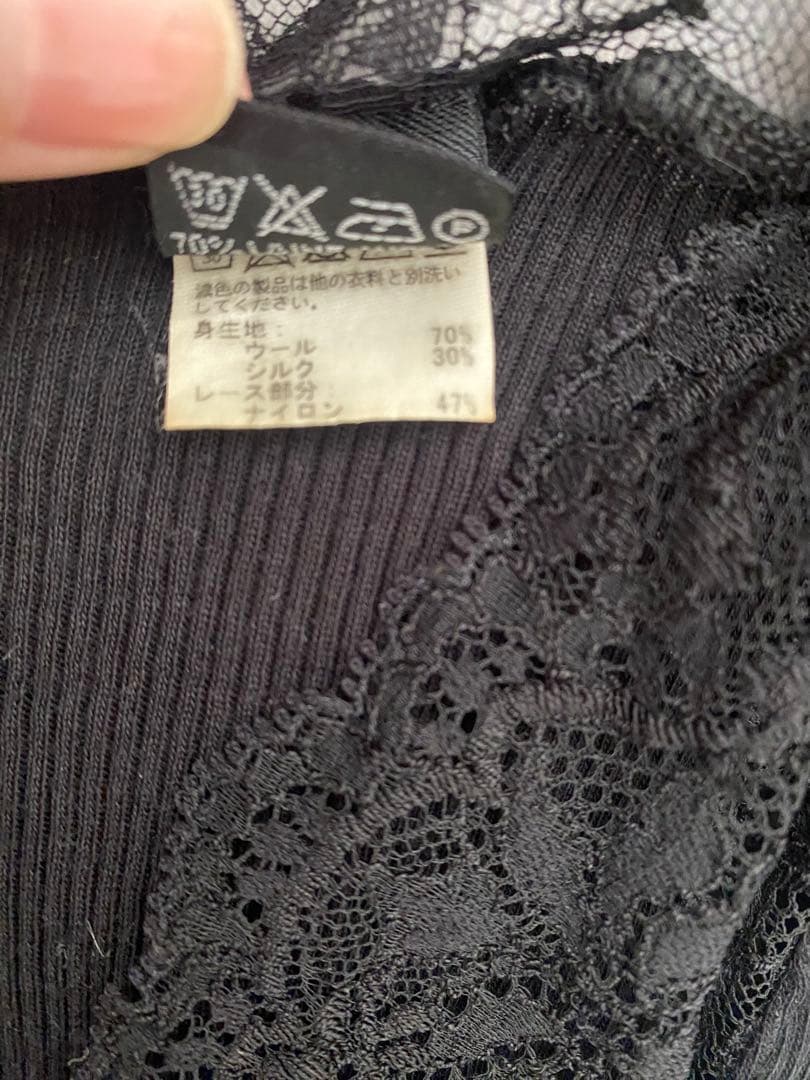 30 P
70%
濃色の製品は他の衣料と別洗い
してください。
身生地:
ウール 70%
シルク 30%
レース部分:
ナイロン 47%